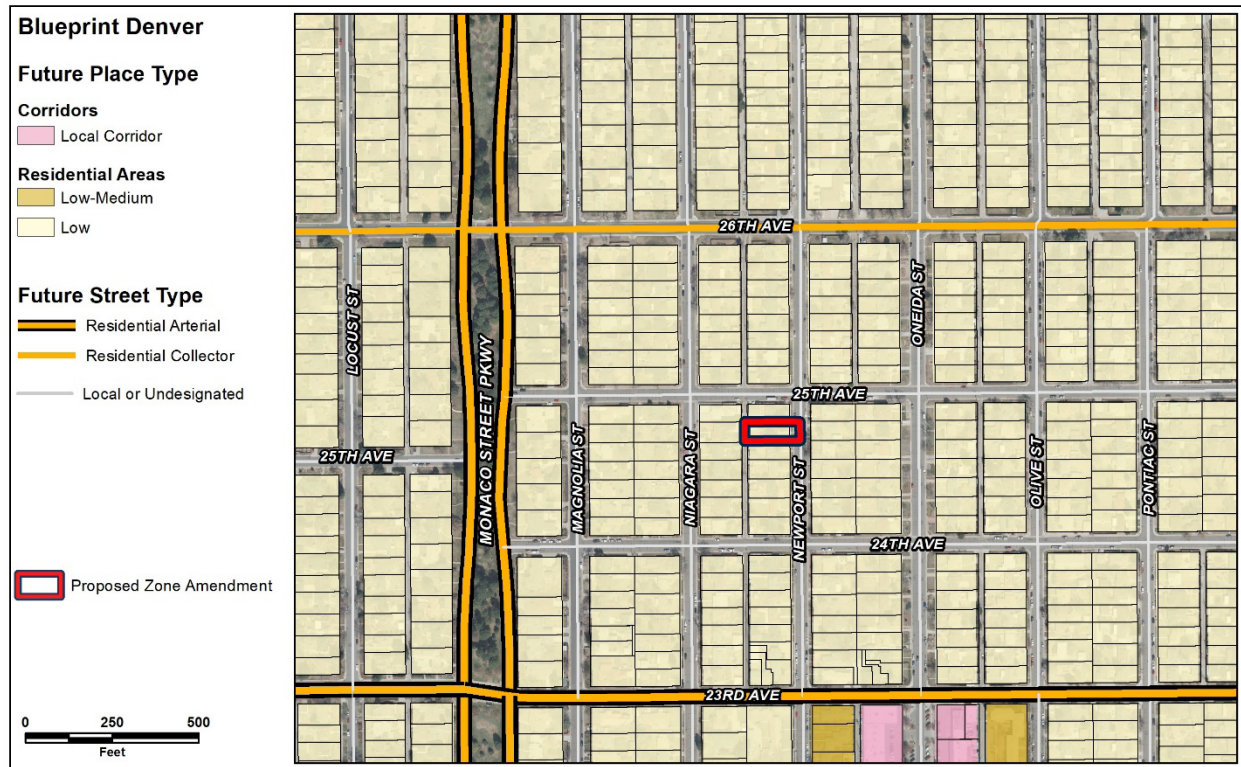 Blueprint Denver
Future Place Type
Corridors
Local Corridor
Residential Areas
Low-Medium
Low
Future Street Type
Residential Arterial
Residential Collector
Local or Undesignated
Proposed Zone Amendment
0 250 500
Feet
26TH AVE
LOCUST ST
ONEIDA ST
MONACO STREET PKWY
25TH AVE
25TH AVE
MAGNOLIA ST
NIAGARA ST
NEWPORT ST
OLIVE ST
PONTIAC ST
24TH AVE
23RD AVE